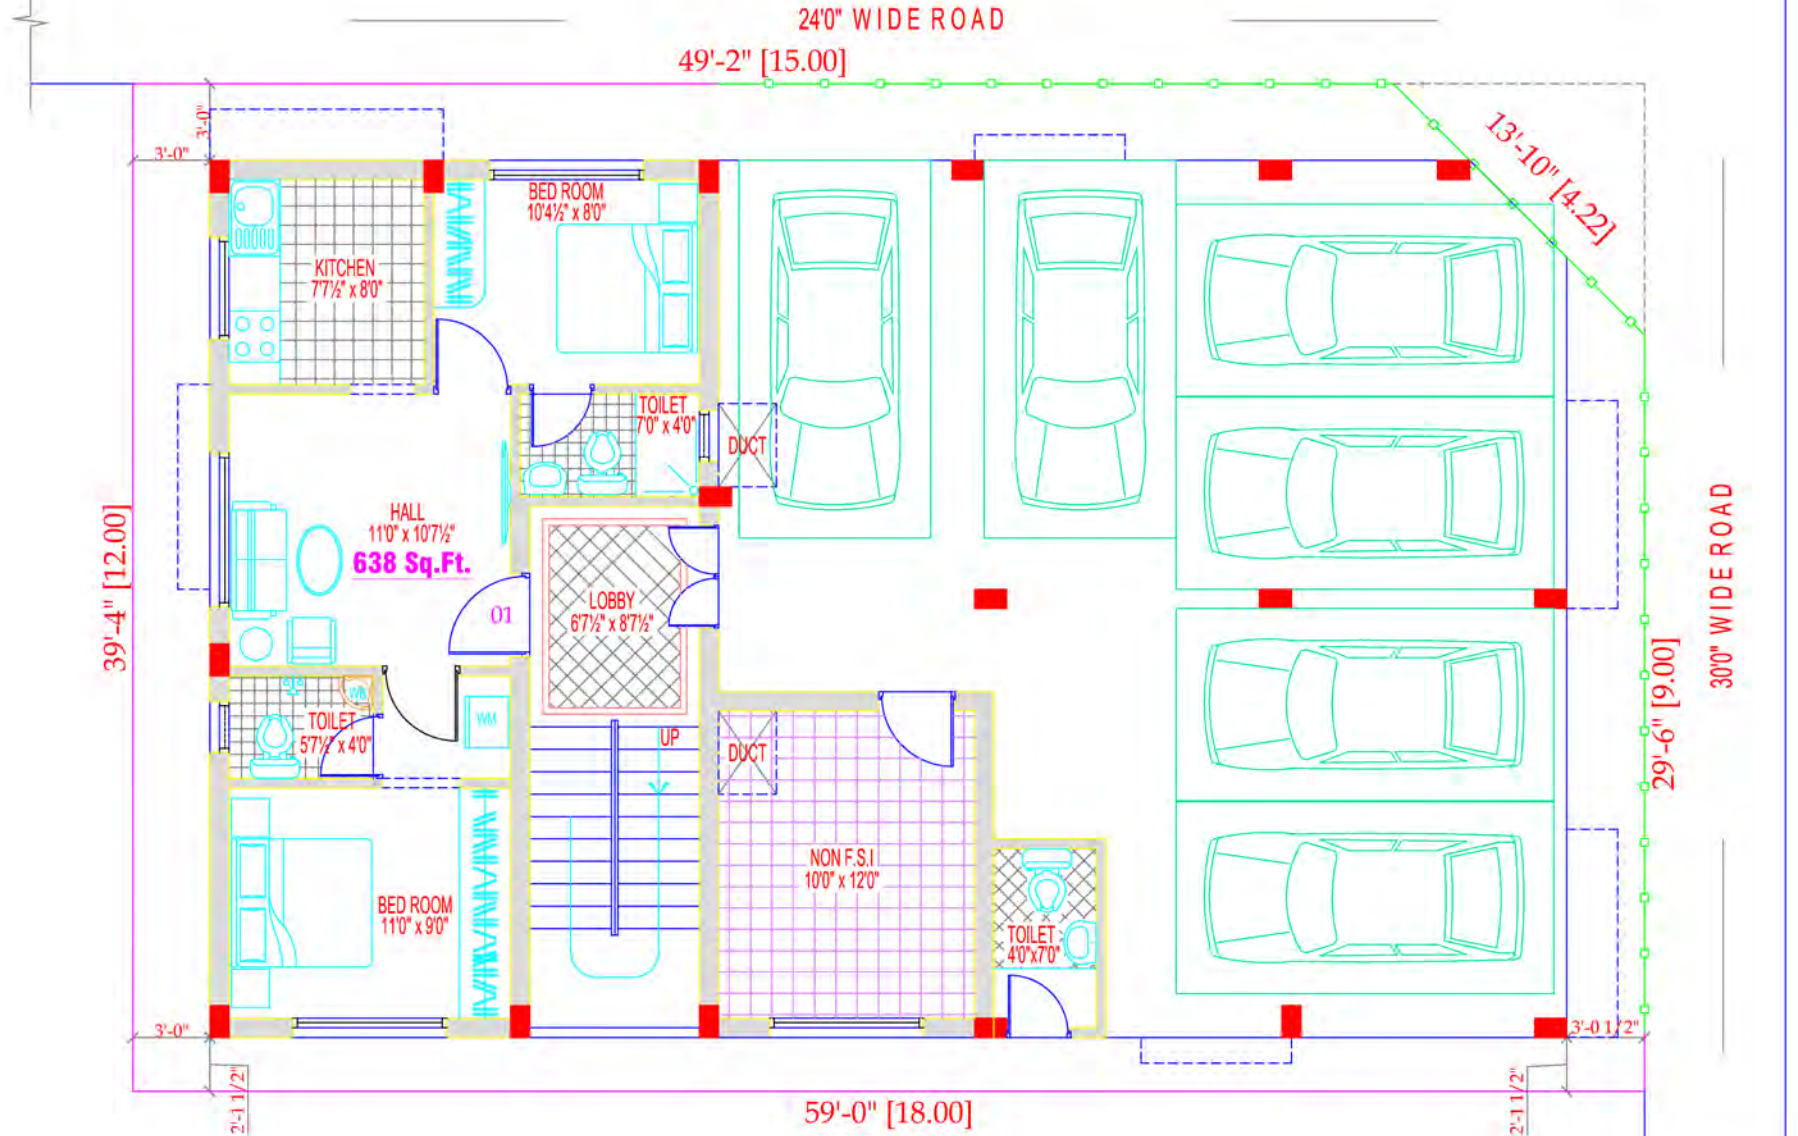 24'0" WIDE ROAD
49'-2" [15.00]
13'-10" [4.22]
3'-0"
3'-0"
BED ROOM
10'4½" x 8'0"
KITCHEN
7'7½" x 8'0"
TOILET
7'0" x 4'0"
DUCT
HALL
11'0" x 10'7½"
638 Sq.Ft.
01
LOBBY
6'7½" x 8'7½"
39'-4" [12.00]
30'0" WIDE ROAD
29'-6" [9.00]
WB
TOILET
5'7½" x 4'0"
WM
UP
DUCT
NON F.S.I
10'0" x 12'0"
BED ROOM
11'0" x 9'0"
TOILET
4'0"x7'0"
3'-0"
3'-0 1/2"
2'-1 1/2"
2'-1 1/2"
59'-0" [18.00]